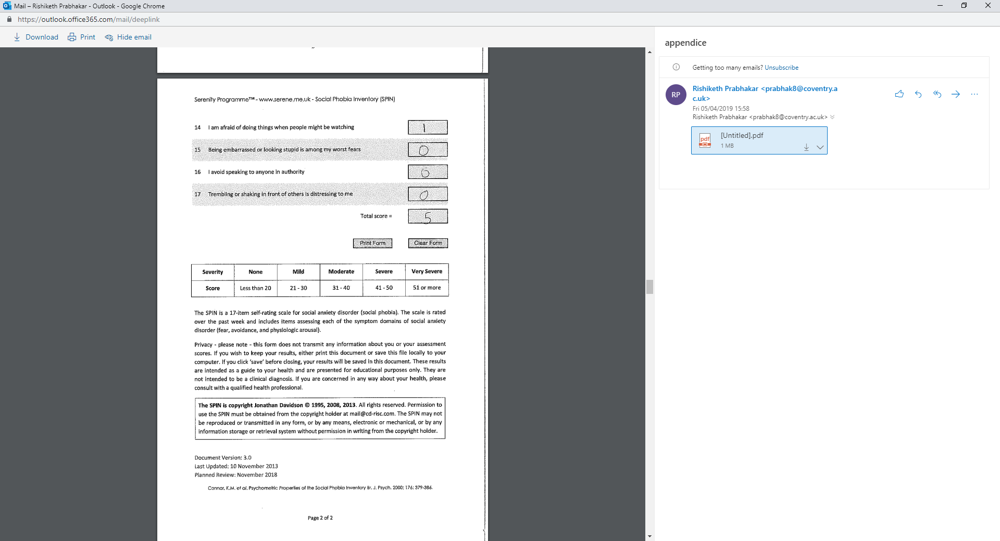 Mail – Rishiketh Prabhakar - Outlook - Google Chrome
https://outlook.office365.com/mail/deeplink
Download Print Hide email
Serenity Programme™ - www.serene.me.uk - Social Phobia Inventory (SPIN)
14 I am afraid of doing things when people might be watching 1
15 Being embarrassed or looking stupid is among my worst fears 0
16 I avoid speaking to anyone in authority 0
17 Trembling or shaking in front of others is distressing to me 0
Total score = 5
Print Form Clear Form
Severity None Mild Moderate Severe Very Severe
Score Less than 20 21 - 30 31 - 40 41 - 50 51 or more
The SPIN is a 17-item self-rating scale for social anxiety disorder (social phobia). The scale is rated
over the past week and includes items assessing each of the symptom domains of social anxiety
disorder (fear, avoidance, and physiologic arousal).
Privacy - please note - this form does not transmit any information about you or your assessment
scores. If you wish to keep your results, either print this document or save this file locally to your
computer. If you click 'save' before closing, your results will be saved in this document. These results
are intended as a guide to your health and are presented for educational purposes only. They are
not intended to be a clinical diagnosis. If you are concerned in any way about your health, please
consult with a qualified health professional.
The SPIN is copyright Jonathan Davidson © 1995, 2008, 2013. All rights reserved. Permission to
use the SPIN must be obtained from the copyright holder at mail@cd-risc.com. The SPIN may not
be reproduced or transmitted in any form, or by any means, electronic or mechanical, or by any
information storage or retrieval system without permission in writing from the copyright holder.
Document Version: 3.0
Last Updated: 10 November 2013
Planned Review: November 2018
Connor, K.M. et al. Psychometric Properties of the Social Phobia Inventory Br. J. Psych. 2000; 176: 379-386.
Page 2 of 2
appendice
Getting too many emails? Unsubscribe
RP
Rishiketh Prabhakar <prabhak8@coventry.a
c.uk>
Fri 05/04/2019 15:58
Rishiketh Prabhakar <prabhak8@coventry.ac.uk>
pdf
[Untitled].pdf
1 MB